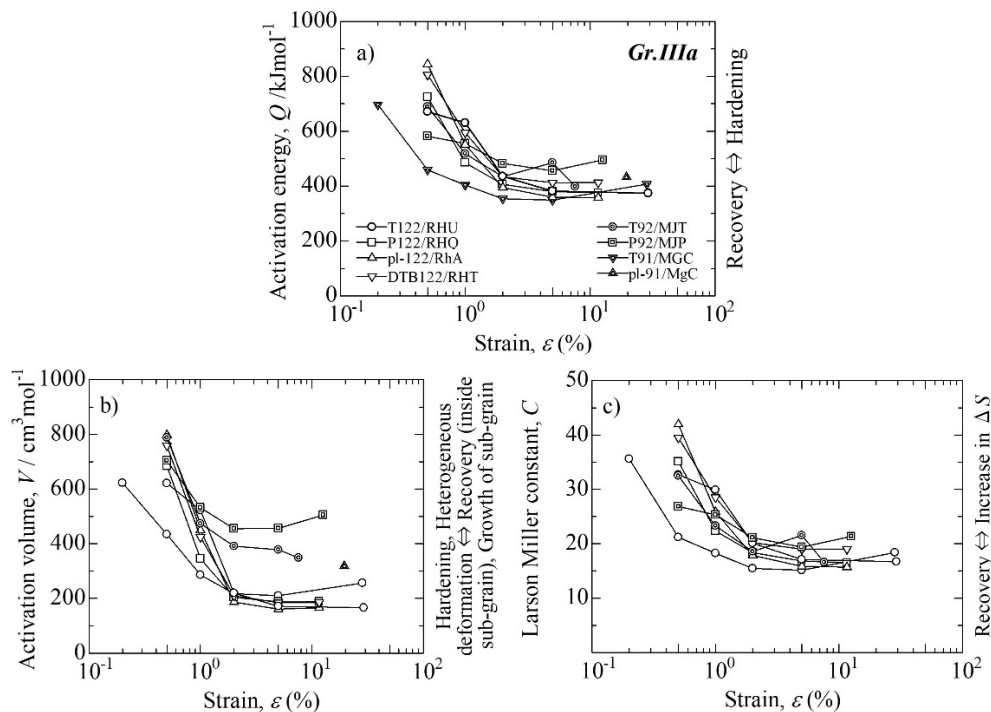 a)
Gr.IIIa
1000
800
600
400
200
0
Activation energy, Q /kJmol⁻¹
T122/RHU
P122/RHQ
pl-122/RhA
DTB122/RHT
T92/MJT
P92/MJP
T91/MGC
pl-91/MgC
10⁻¹ 10⁰ 10¹ 10²
Strain, ε (%)
Recovery ⇔ Hardening
b)
1000
800
600
400
200
0
Activation volume, V / cm³mol⁻¹
10⁻¹ 10⁰ 10¹ 10²
Strain, ε (%)
Hardening, Heterogeneous
deformation ⇔ Recovery (inside
sub-grain), Growth of sub-grain
c)
50
40
30
20
10
0
Larson Miller constant, C
10⁻¹ 10⁰ 10¹ 10²
Strain, ε (%)
Recovery ⇔ Increase in ΔS